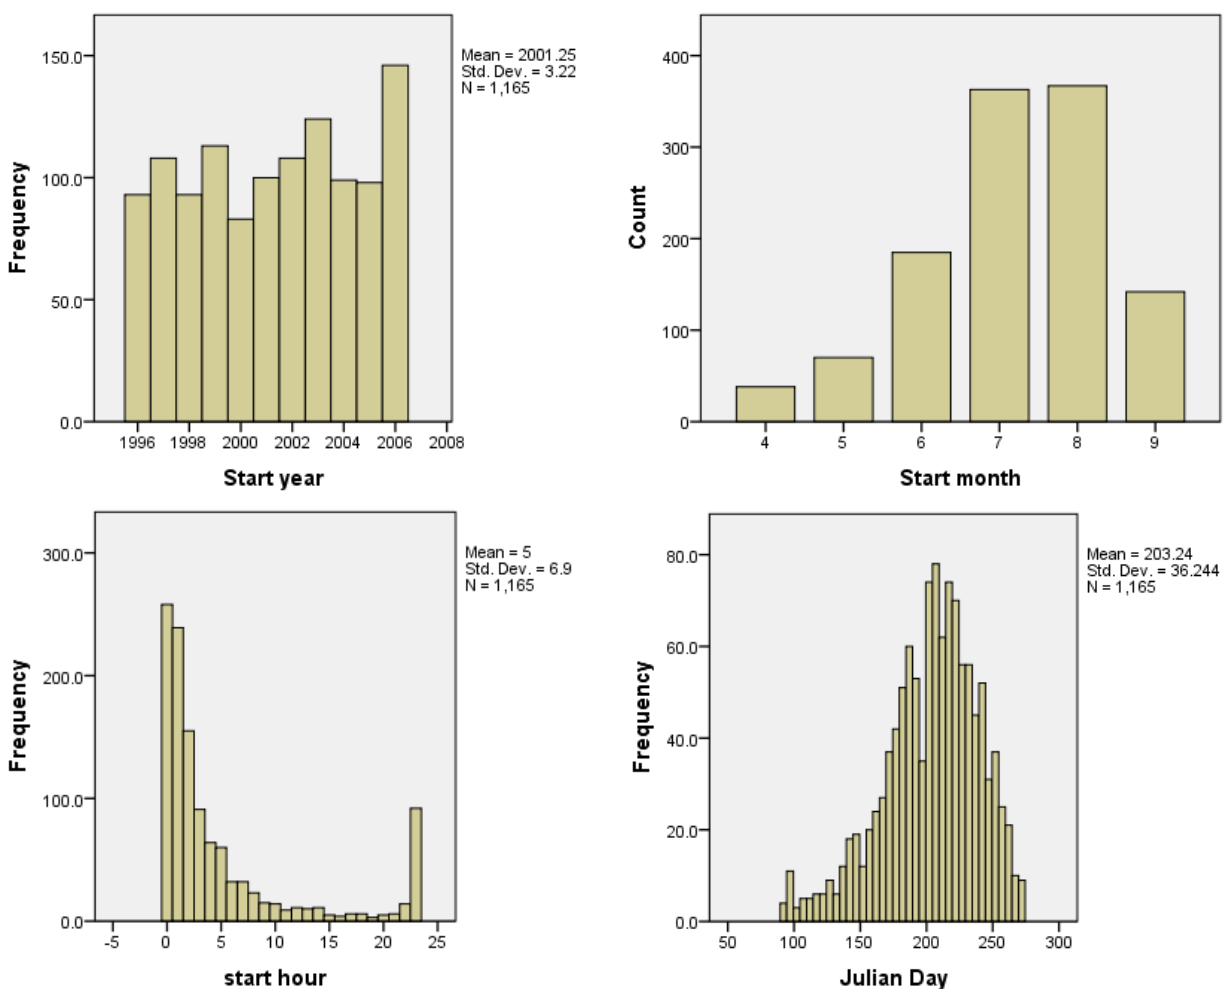 150.0
100.0
50.0
0.0
Frequency
1996 1998 2000 2002 2004 2006 2008
Start year
Mean = 2001.25
Std. Dev. = 3.22
N = 1,165
400
300
200
100
0
Count
4 5 6 7 8 9
Start month
300.0
200.0
100.0
0.0
Frequency
-5 0 5 10 15 20 25
start hour
Mean = 5
Std. Dev. = 6.9
N = 1,165
80.0
60.0
40.0
20.0
0.0
Frequency
50 100 150 200 250 300
Julian Day
Mean = 203.24
Std. Dev. = 36.244
N = 1,165